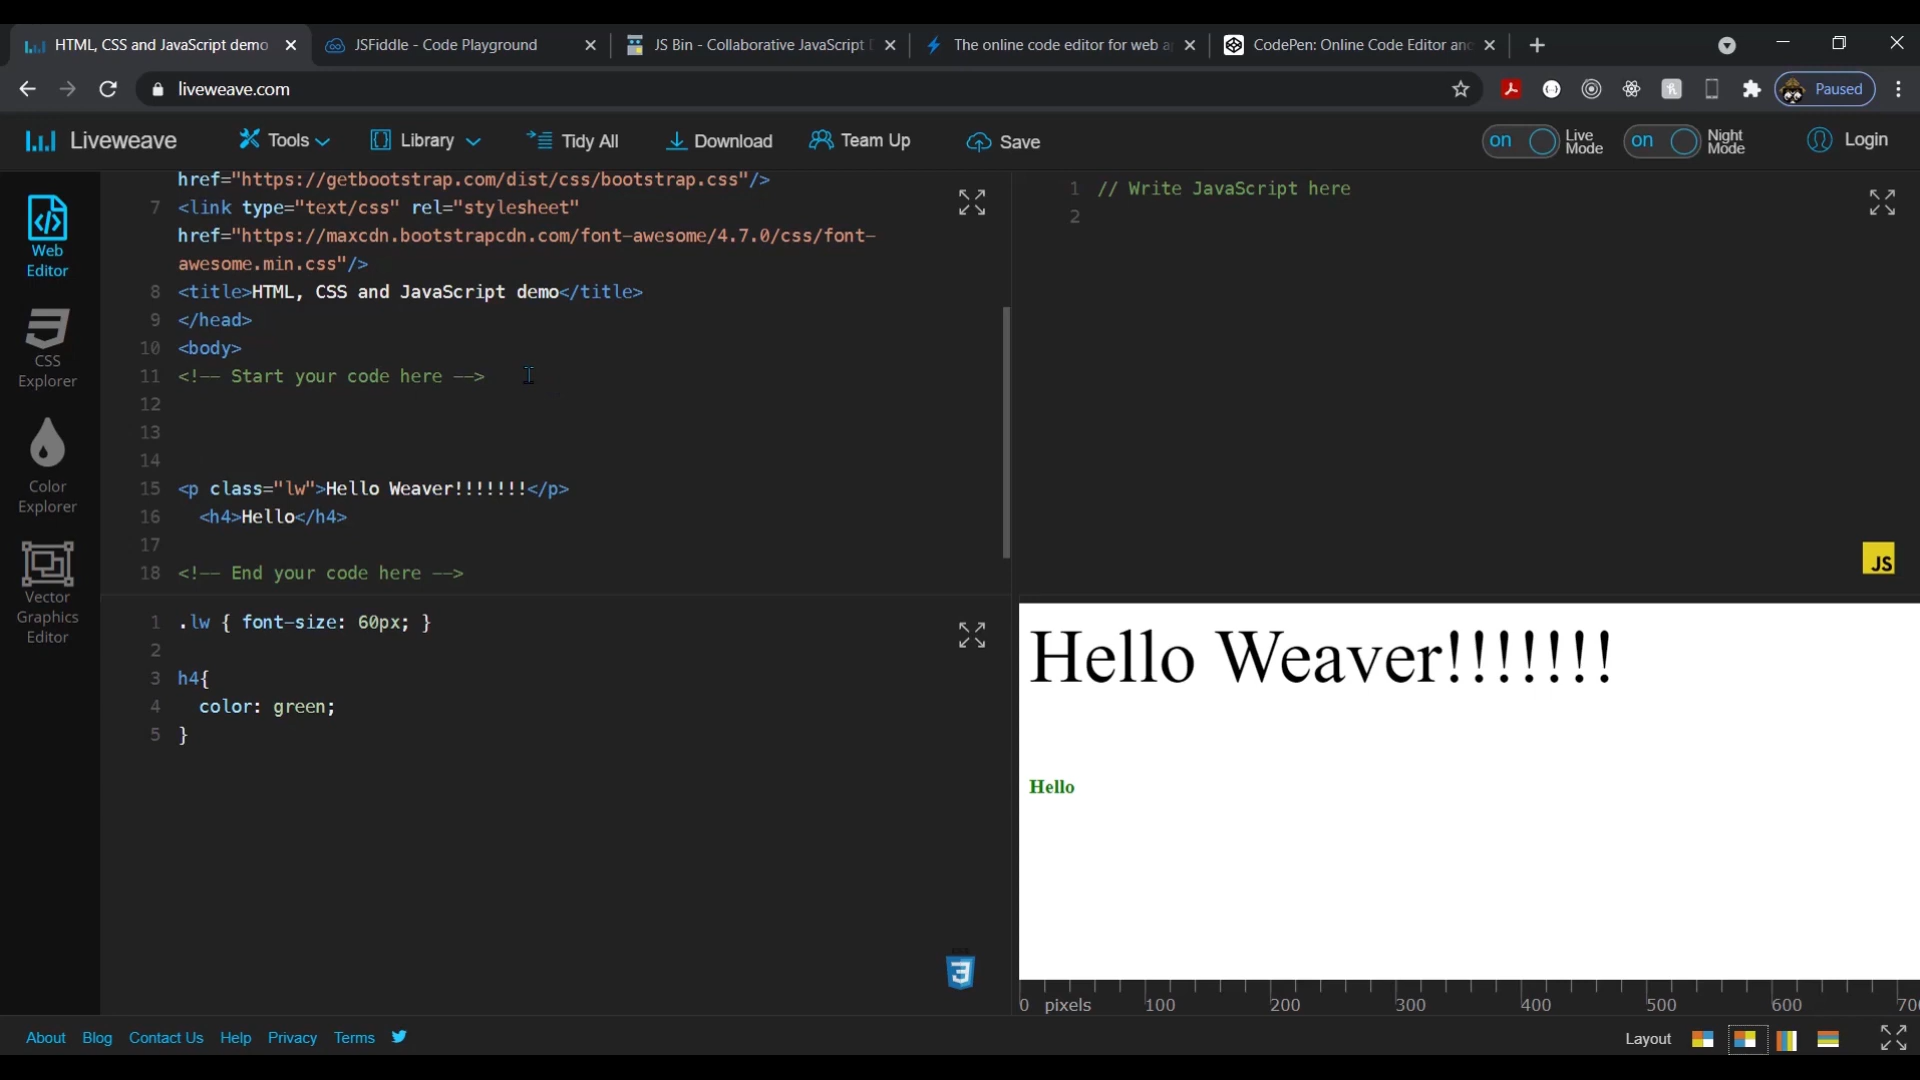 HTML, CSS and JavaScript demo
JSFiddle - Code Playground
JS Bin - Collaborative JavaScript
The online code editor for web
CodePen: Online Code Editor
liveweave.com
Paused
Liveweave
Tools
Library
Tidy All
Download
Team Up
Save
on
Live
Mode
on
Night
Mode
Login
Web
Editor
CSS
Explorer
Color
Explorer
Vector
Graphics
Editor
href="https://getbootstrap.com/dist/css/bootstrap.css"/>
7 <link type="text/css" rel="stylesheet"
href="https://maxcdn.bootstrapcdn.com/font-awesome/4.7.0/css/font-
awesome.min.css"/>
8 <title>HTML, CSS and JavaScript demo</title>
9 </head>
10 <body>
11 <!-- Start your code here -->
12
13
14
15 <p class="lw">Hello Weaver!!!!!!!</p>
16 <h4>Hello</h4>
17
18 <!-- End your code here -->
1 // Write JavaScript here
2
JS
1 .lw { font-size: 60px; }
2
3 h4{
4 color: green;
5 }
3
Hello Weaver!!!!!!!
Hello
0 pixels 100 200 300 400 500 600
About Blog Contact Us Help Privacy Terms
Layout